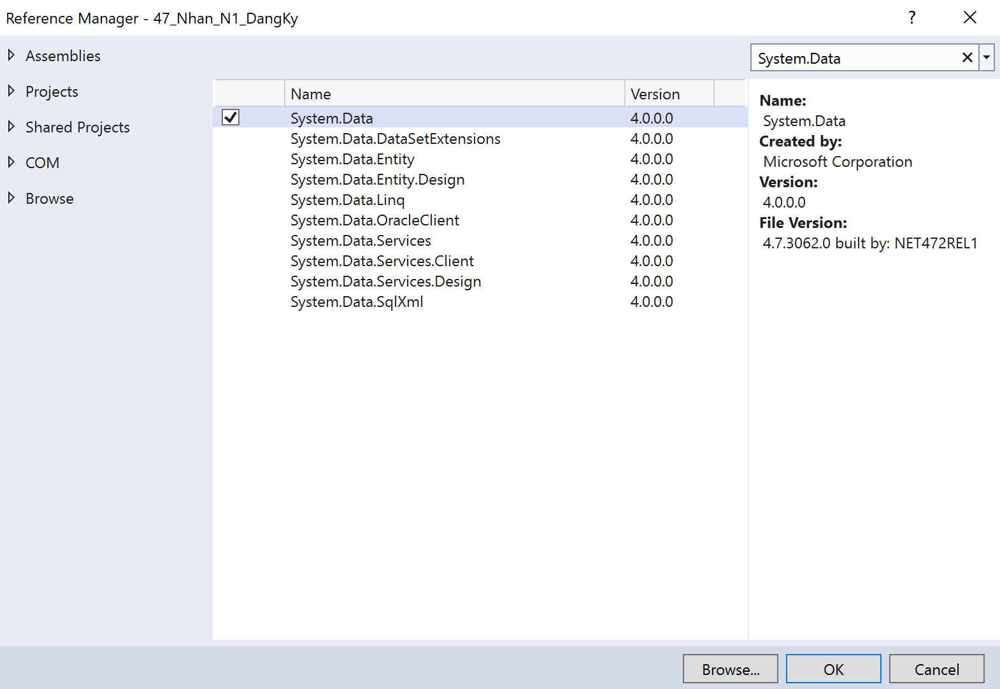 Reference Manager - 47_Nhan_N1_DangKy
?
Assemblies
Projects
Shared Projects
COM
Browse
System.Data
Name Version
System.Data 4.0.0.0
System.Data.DataSetExtensions 4.0.0.0
System.Data.Entity 4.0.0.0
System.Data.Entity.Design 4.0.0.0
System.Data.Linq 4.0.0.0
System.Data.OracleClient 4.0.0.0
System.Data.Services 4.0.0.0
System.Data.Services.Client 4.0.0.0
System.Data.Services.Design 4.0.0.0
System.Data.SqlXml 4.0.0.0
Name:
System.Data
Created by:
Microsoft Corporation
Version:
4.0.0.0
File Version:
4.7.3062.0 built by: NET472REL1
Browse... OK Cancel